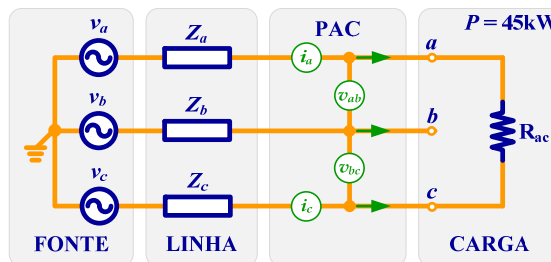 PAC
P = 45kW
v_a
Z_a
i_a
a
v_ab
v_b
Z_b
b
R_ac
v_bc
v_c
Z_c
i_c
c
FONTE
LINHA
CARGA